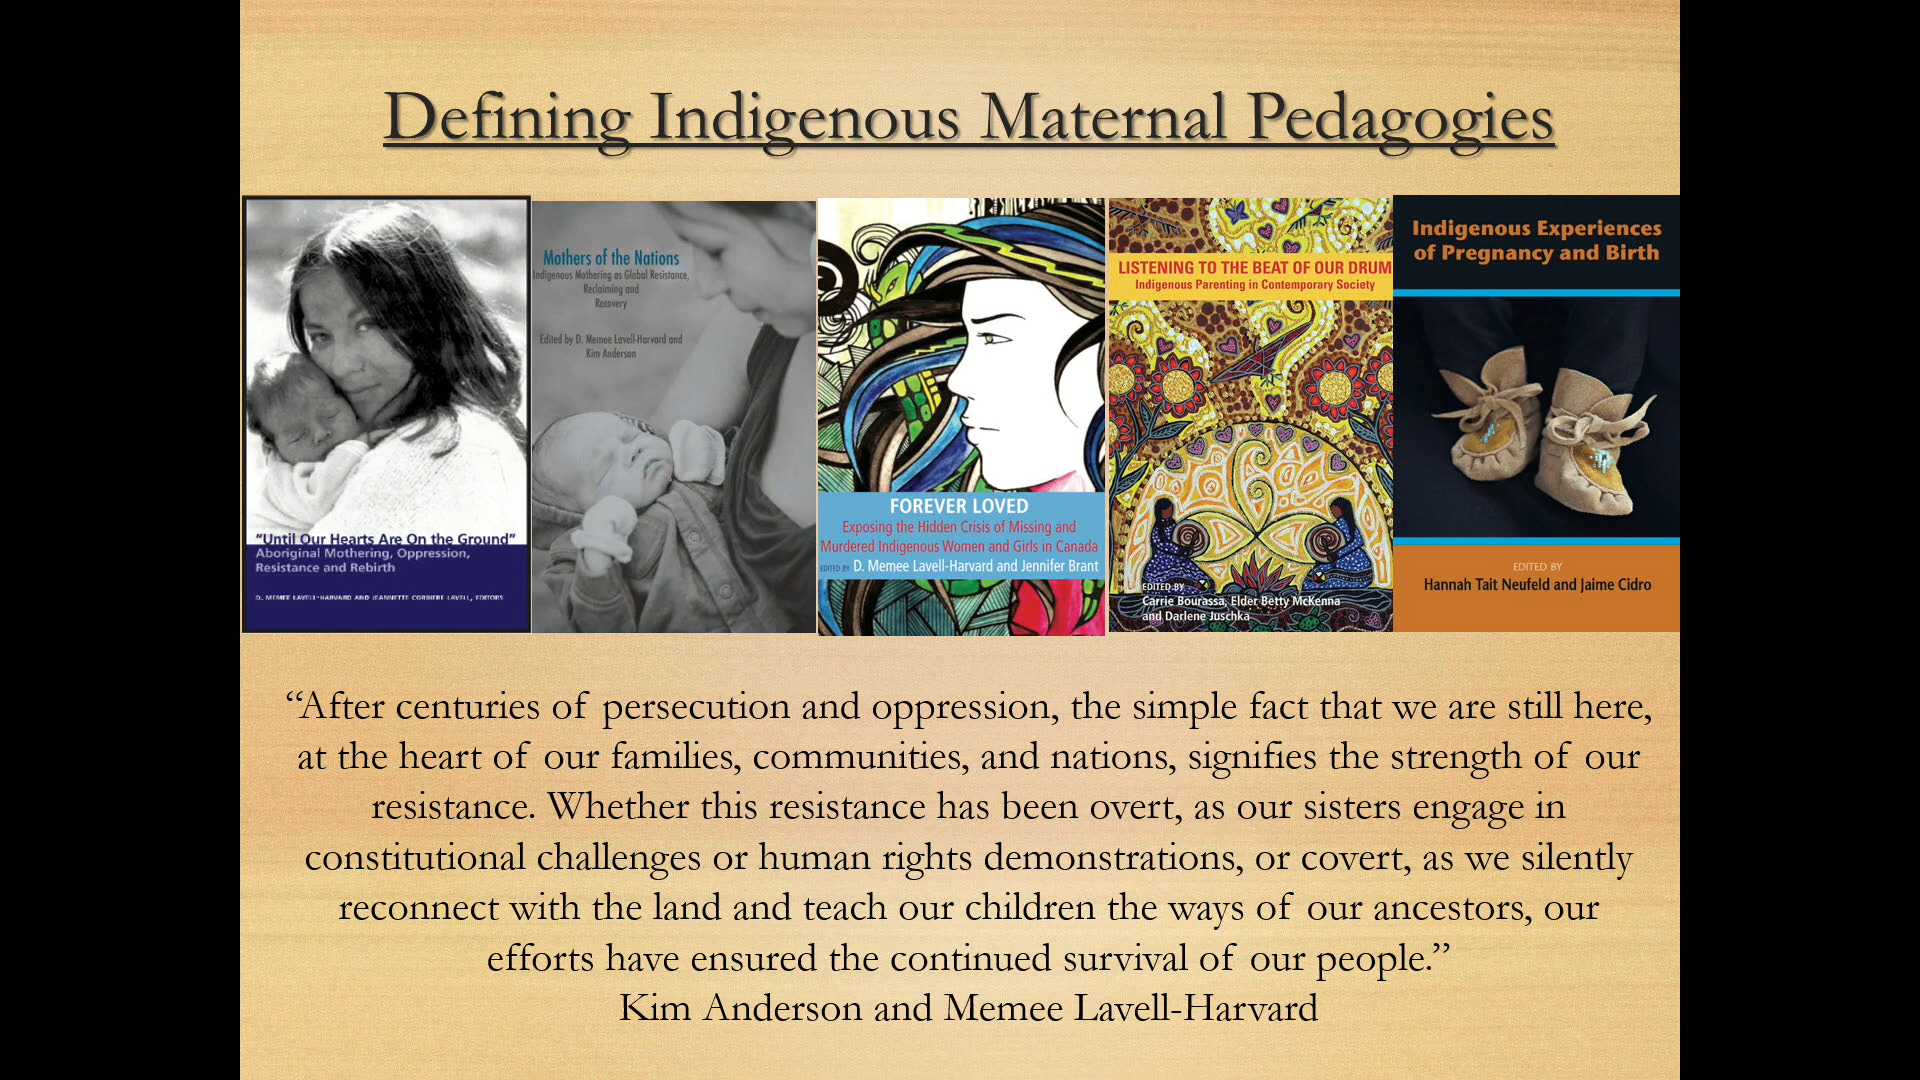 Defining Indigenous Maternal Pedagogies
"Until Our Hearts Are On the Ground"
Aboriginal Mothering, Oppression,
Resistance and Rebirth
D. MEMEE LAVELL-HARVARD AND JEANNETTE CORBIERE LAVELL, EDITORS
Mothers of the Nations
Indigenous Mothering as Global Resistance,
Reclaiming and
Recovery
Edited by D. Memee Lavell-Harvard and
Kim Anderson
FOREVER LOVED
Exposing the Hidden Crisis of Missing and
Murdered Indigenous Women and Girls in Canada
EDITED BY D. Memee Lavell-Harvard and Jennifer Brant
LISTENING TO THE BEAT OF OUR DRUM
Indigenous Parenting in Contemporary Society
EDITED BY
Carrie Bourassa, Elder Betty McKenna
and Darlene Juschka
Indigenous Experiences
of Pregnancy and Birth
EDITED BY
Hannah Tait Neufeld and Jaime Cidro
“After centuries of persecution and oppression, the simple fact that we are still here,
at the heart of our families, communities, and nations, signifies the strength of our
resistance. Whether this resistance has been overt, as our sisters engage in
constitutional challenges or human rights demonstrations, or covert, as we silently
reconnect with the land and teach our children the ways of our ancestors, our
efforts have ensured the continued survival of our people.”
Kim Anderson and Memee Lavell-Harvard